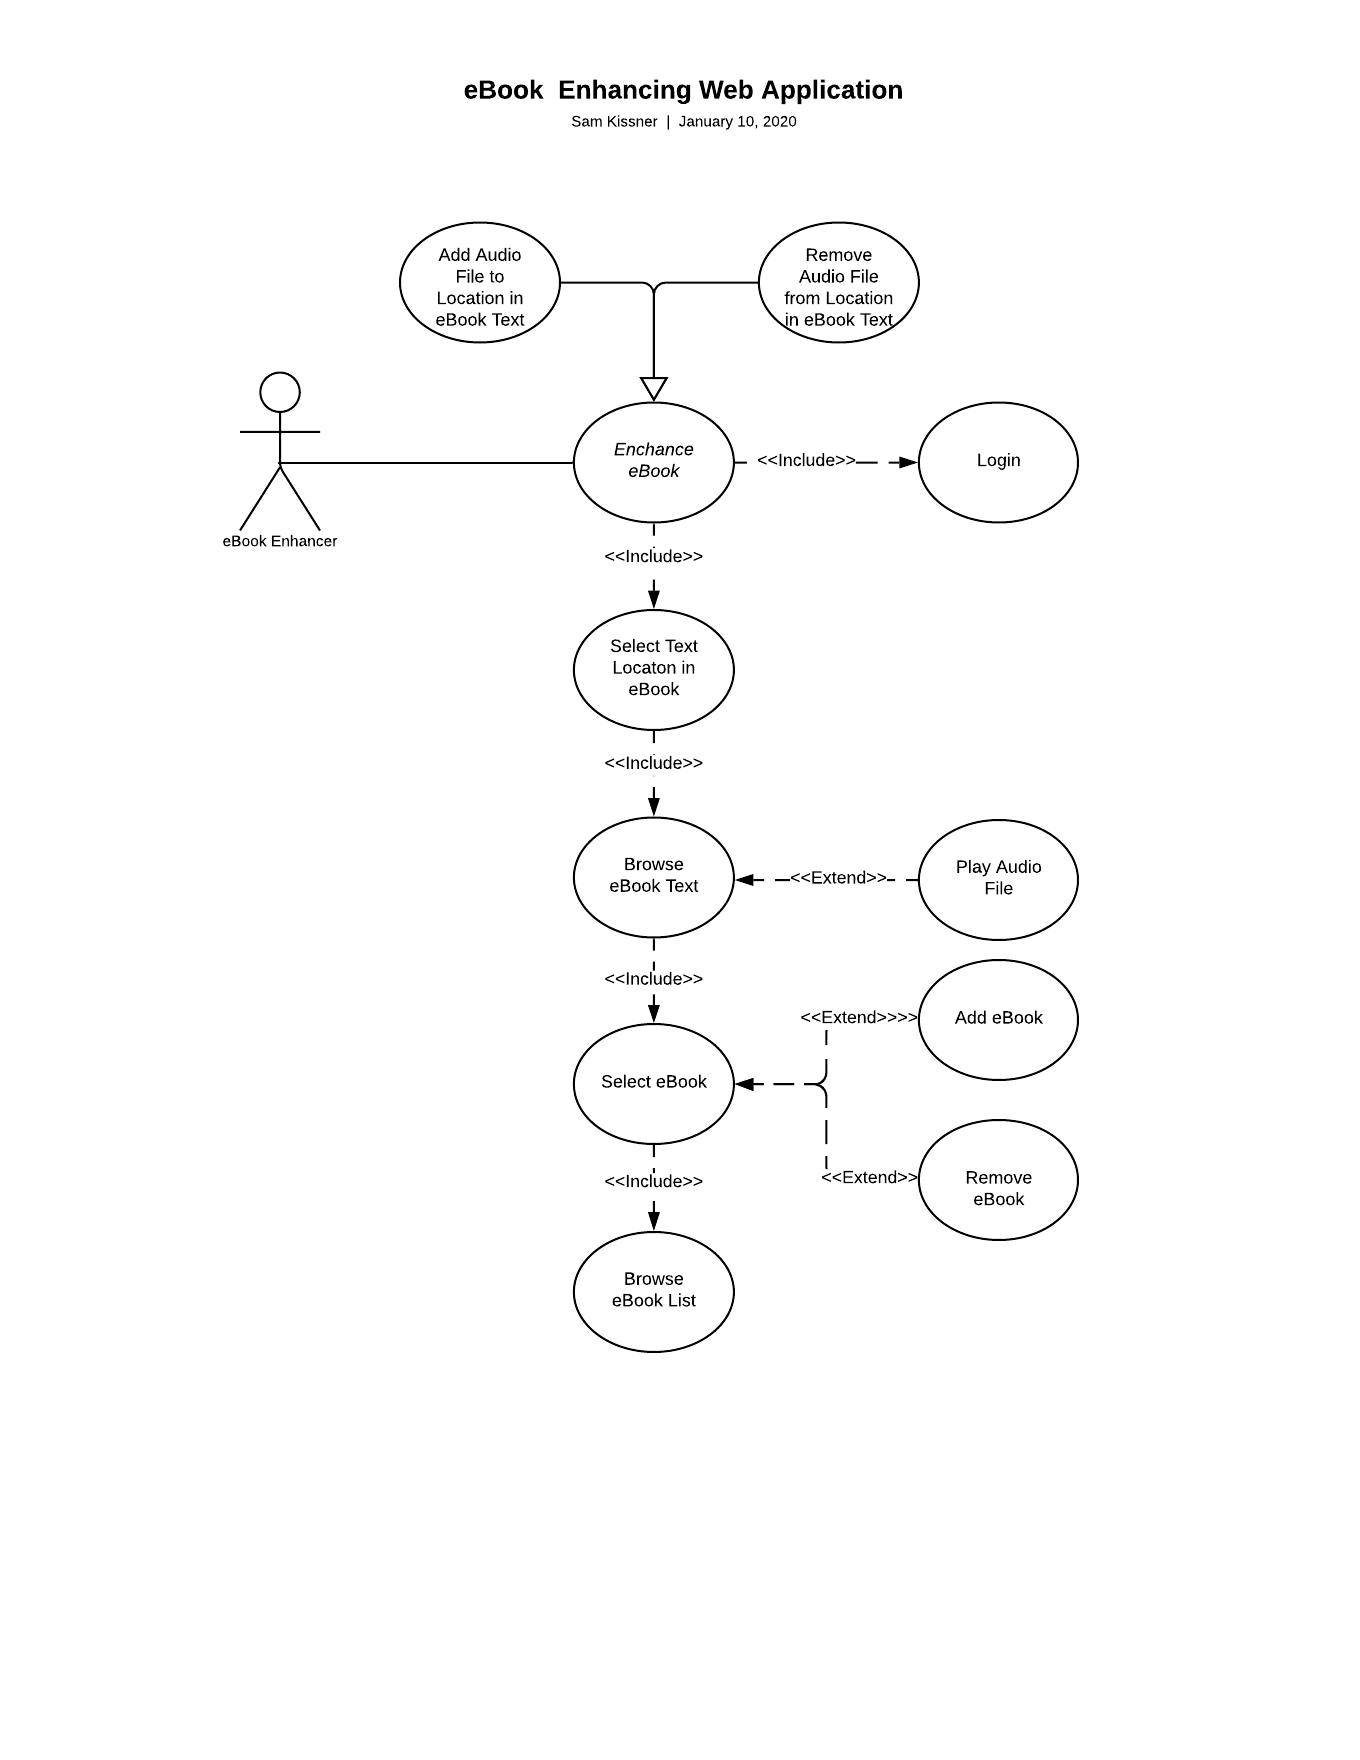 eBook  Enhancing Web Application
Sam Kissner  |  January 10, 2020
Add Audio
File to
Location in
eBook Text
Remove
Audio File
from Location
in eBook Text
eBook Enhancer
Enchance
eBook
<<Include>>
Login
<<Include>>
Select Text
Locaton in
eBook
<<Include>>
Browse
eBook Text
<<Extend>>
Play Audio
File
<<Include>>
<<Extend>>>>
Add eBook
Select eBook
<<Extend>>
Remove
eBook
<<Include>>
Browse
eBook List